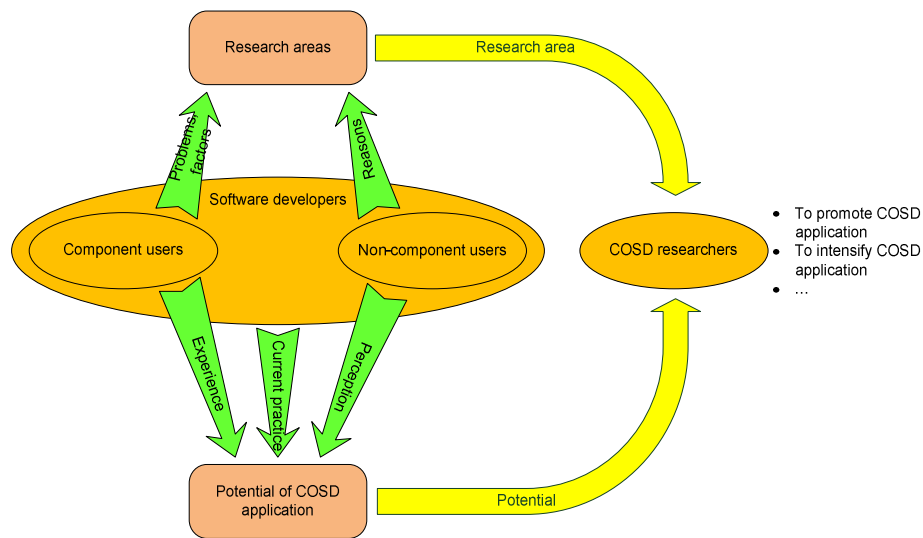 Research areas
Research area
Problems,
factors
Reasons
Software developers
Component users
Non-component users
COSD researchers
• To promote COSD
application
• To intensify COSD
application
• ...
Experience
Current practice
Perception
Potential of COSD
application
Potential